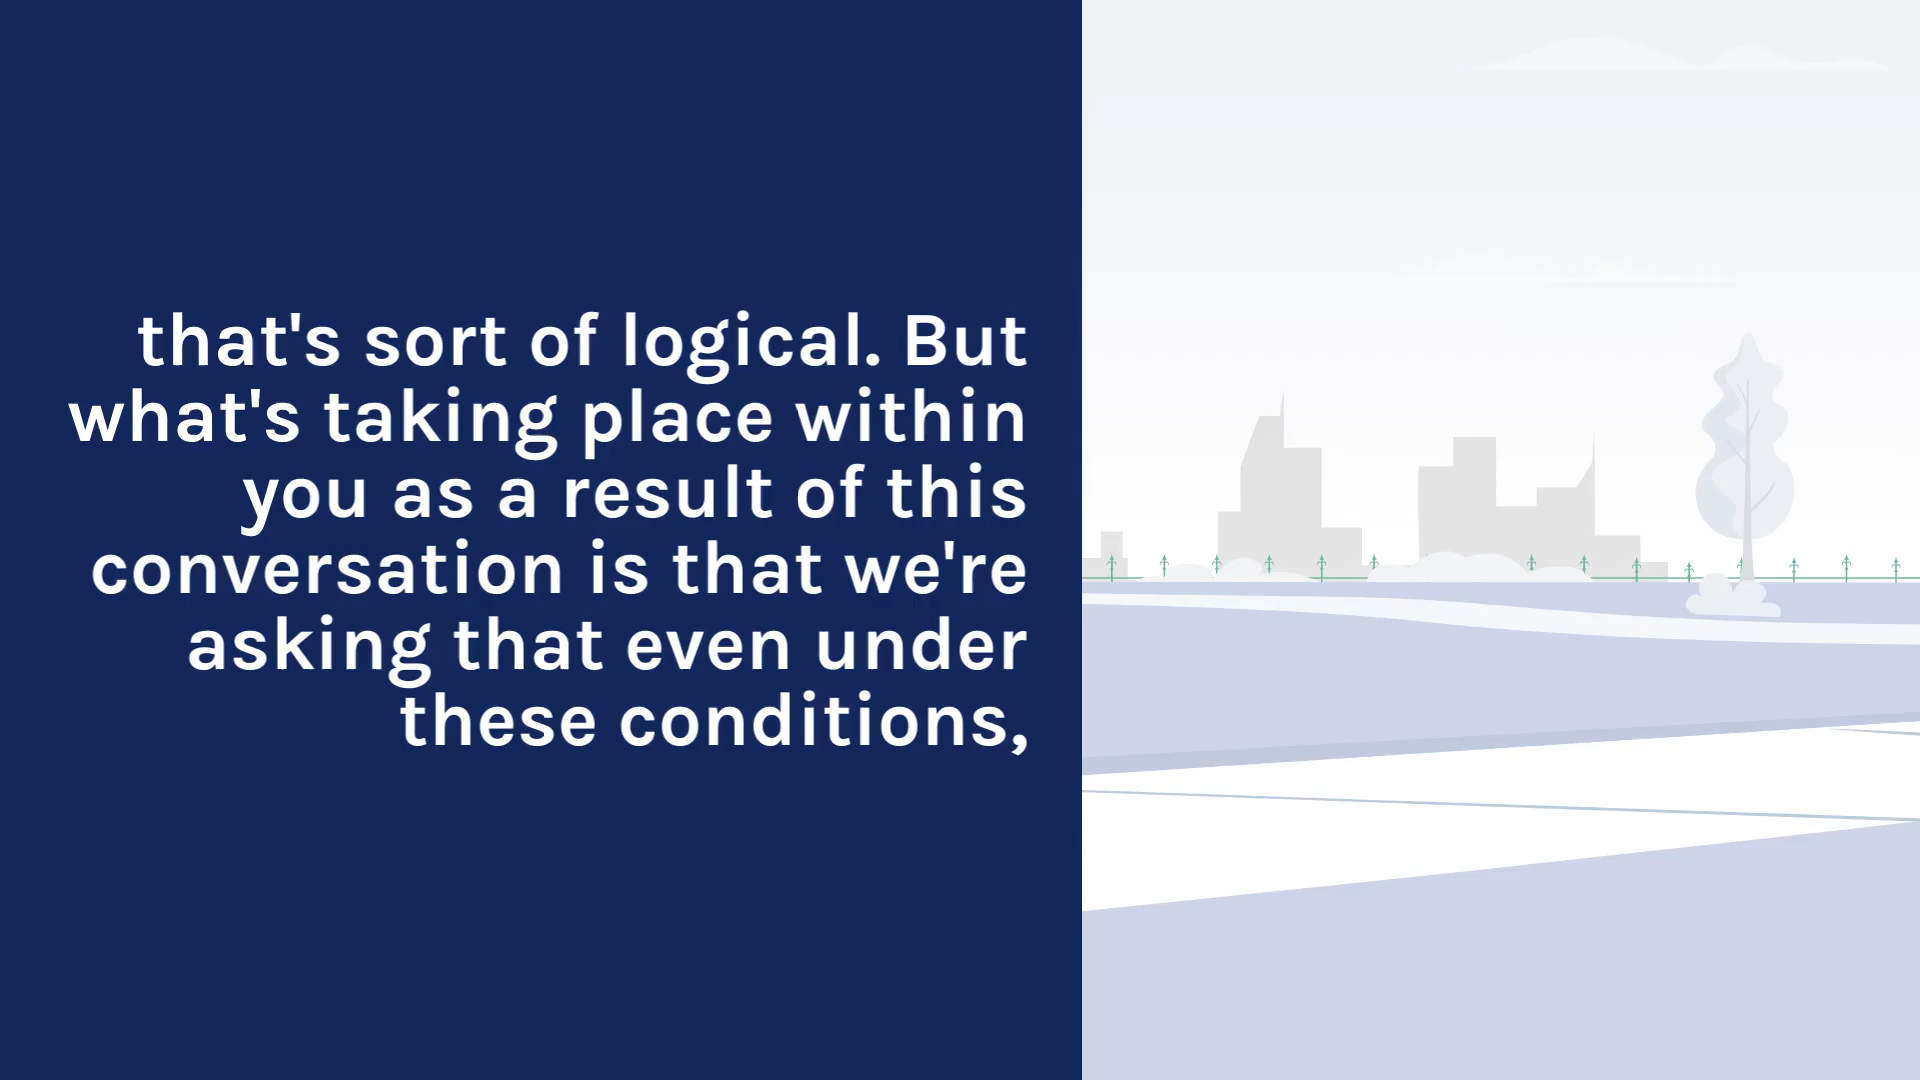 that's sort of logical. But
what's taking place within
you as a result of this
conversation is that we're
asking that even under
these conditions,